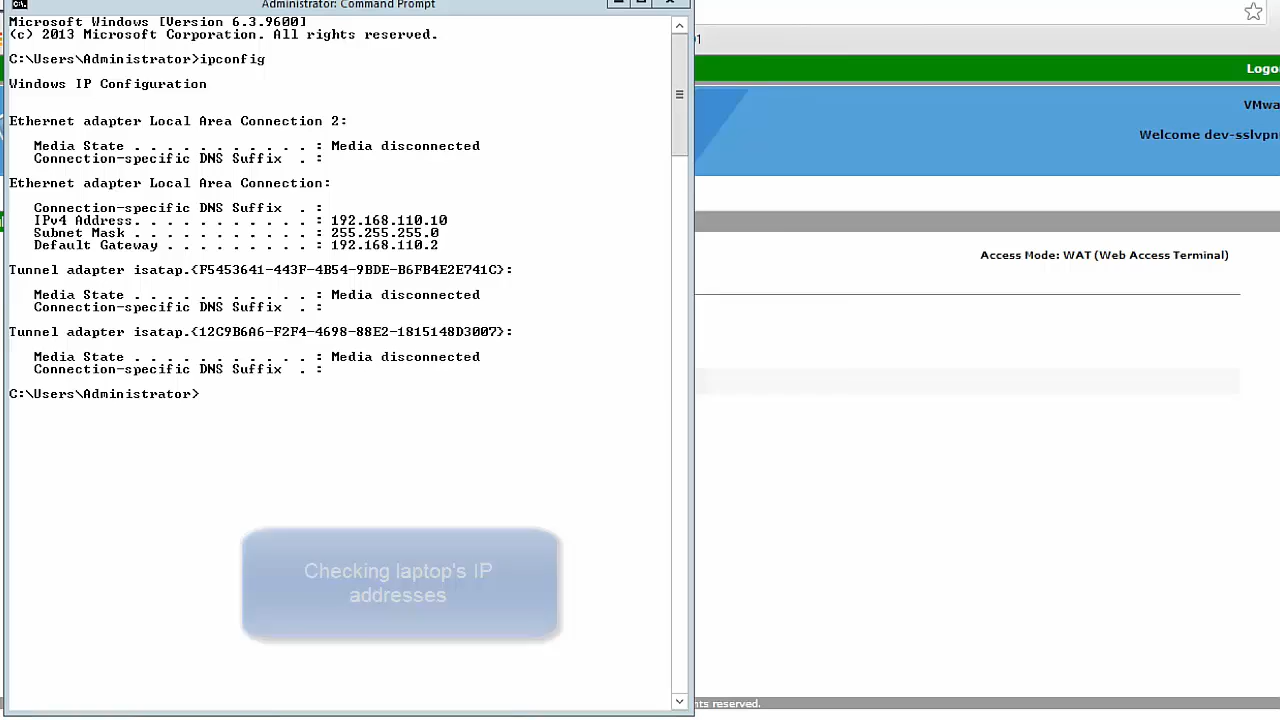 Administrator: Command Prompt
Microsoft Windows [Version 6.3.9600]
(c) 2013 Microsoft Corporation. All rights reserved.
C:\Users\Administrator>ipconfig
Windows IP Configuration
Ethernet adapter Local Area Connection 2:
Media State . . . . . . . . . . . : Media disconnected
Connection-specific DNS Suffix  . :
Ethernet adapter Local Area Connection:
Connection-specific DNS Suffix  . :
IPv4 Address. . . . . . . . . . . : 192.168.110.10
Subnet Mask . . . . . . . . . . . : 255.255.255.0
Default Gateway . . . . . . . . . : 192.168.110.2
Tunnel adapter isatap.{F5453641-443F-4B54-9BDE-B6FB4E2E741C}:
Media State . . . . . . . . . . . : Media disconnected
Connection-specific DNS Suffix  . :
Tunnel adapter isatap.{12C9B6A6-F2F4-4698-88E2-1815148D3007}:
Media State . . . . . . . . . . . : Media disconnected
Connection-specific DNS Suffix  . :
C:\Users\Administrator>
Checking laptop's IP
addresses
Logo
VMwa
Welcome dev-sslvpn
Access Mode: WAT (Web Access Terminal)
nts reserved.